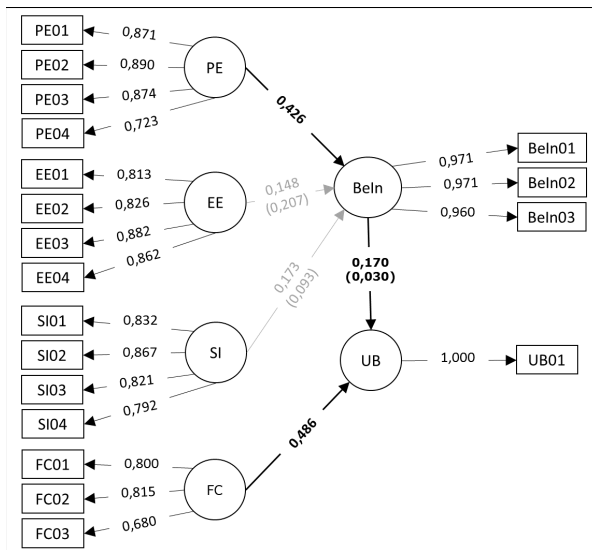 PE01
0,871
PE02
0,890
PE
PE03
0,874
PE04
0,723
0,426
EE01
0,813
EE02
0,826
EE
EE03
0,882
EE04
0,862
0,148
(0,207)
BeIn
0,971
BeIn01
0,971
BeIn02
0,960
BeIn03
0,173
(0,093)
0,170
(0,030)
SI01
0,832
SI02
0,867
SI
SI03
0,821
SI04
0,792
UB
1,000
UB01
0,486
FC01
0,800
FC02
0,815
FC
FC03
0,680